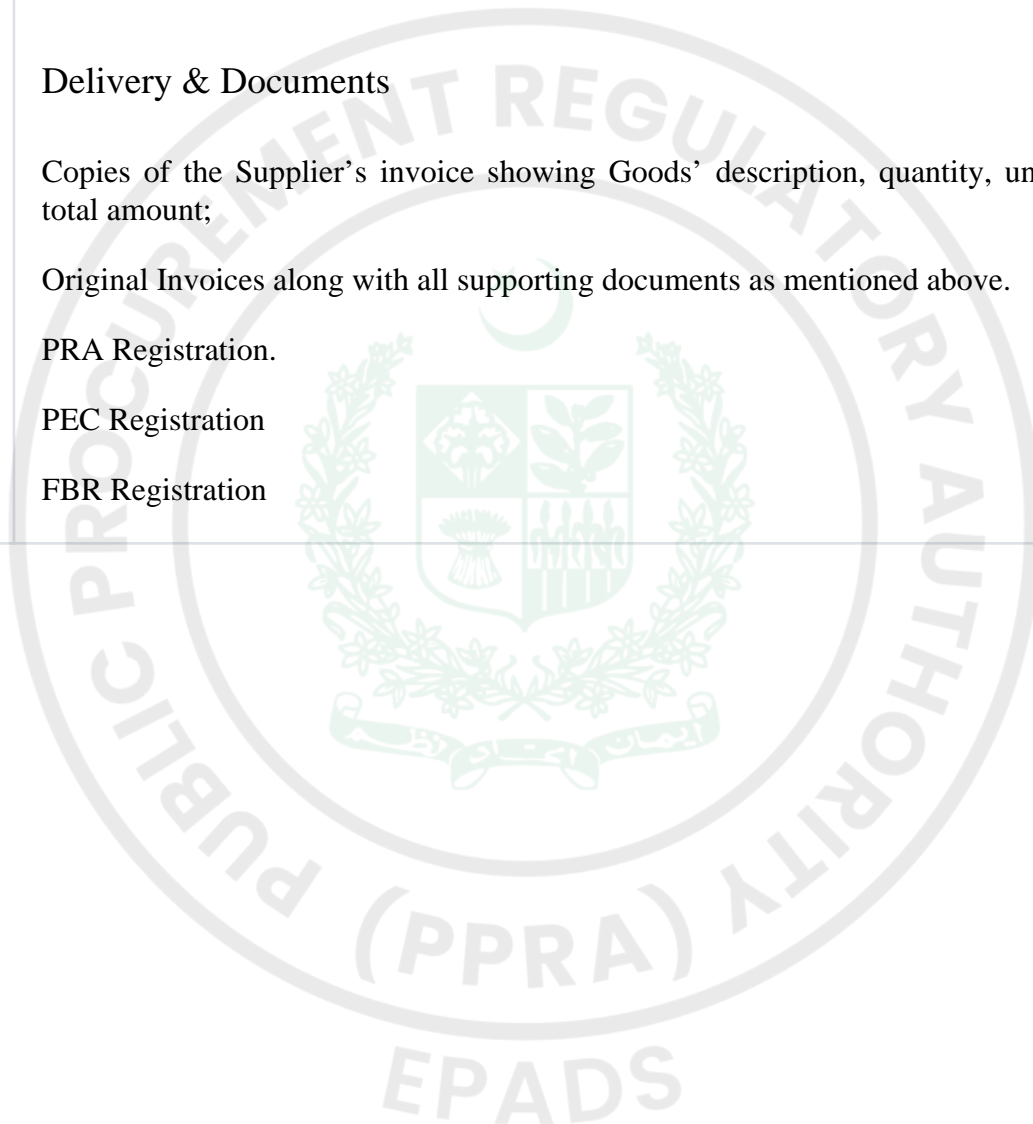 Delivery & Documents
Copies of the Supplier’s invoice showing Goods’ description, quantity,
total amount;
Original Invoices along with all supporting documents as mentioned above.
PRA Registration.
PEC Registration
FBR Registration
PUBLIC PROCUREMENT REGULATORY AUTHORITY
(PPRA)
EPADS